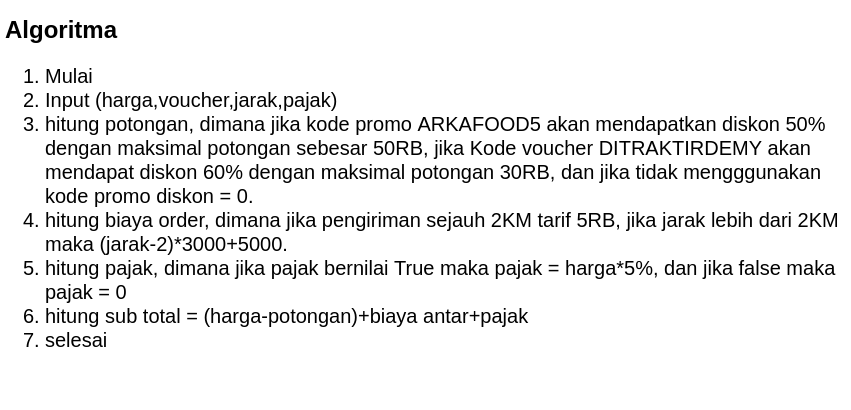 Algoritma
1. Mulai
2. Input (harga,voucher,jarak,pajak)
3. hitung potongan, dimana jika kode promo ARKAFOOD5 akan mendapatkan diskon 50%
dengan maksimal potongan sebesar 50RB, jika Kode voucher DITRAKTIRDEMY akan
mendapat diskon 60% dengan maksimal potongan 30RB, dan jika tidak mengggunakan
kode promo diskon = 0.
4. hitung biaya order, dimana jika pengiriman sejauh 2KM tarif 5RB, jika jarak lebih dari 2KM
maka (jarak-2)*3000+5000.
5. hitung pajak, dimana jika pajak bernilai True maka pajak = harga*5%, dan jika false maka
pajak = 0
6. hitung sub total = (harga-potongan)+biaya antar+pajak
7. selesai